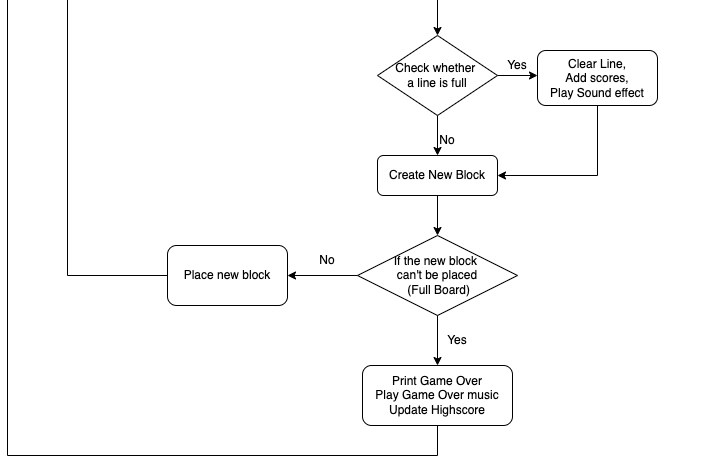 Check whether
a line is full
Yes
Clear Line,
Add scores,
Play Sound effect
No
Create New Block
If the new block
can't be placed
(Full Board)
No
Place new block
Yes
Print Game Over
Play Game Over music
Update Highscore